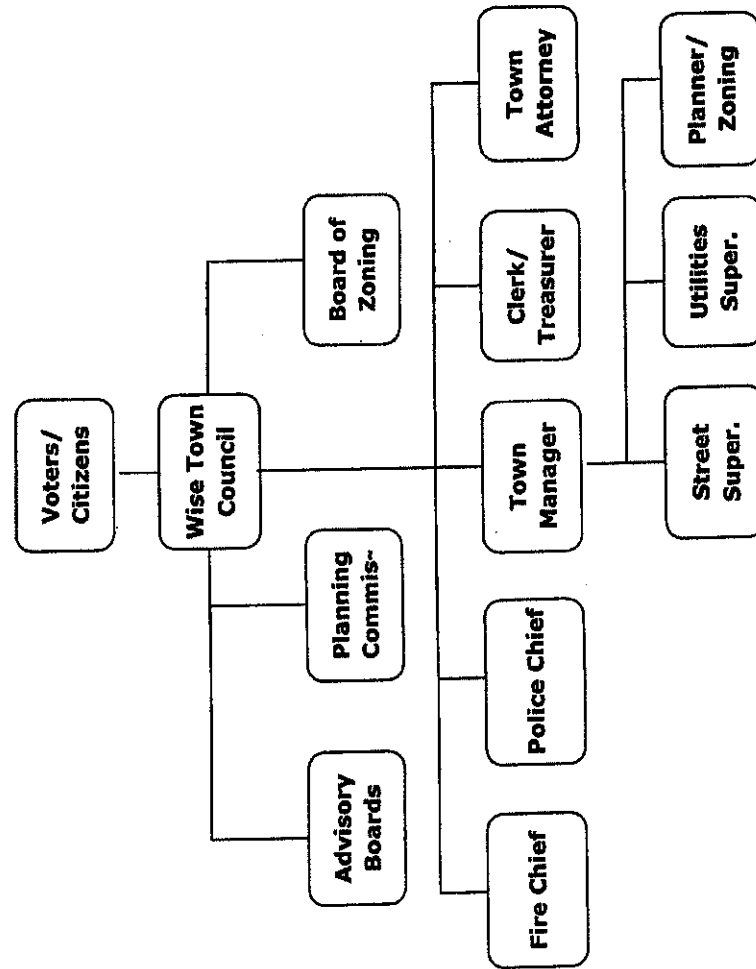 Voters/
Citizens
Wise Town
Council
Advisory
Boards
Planning
Commis~
Board of
Zoning
Fire Chief
Police Chief
Town
Manager
Clerk/
Treasurer
Town
Attorney
Street
Super.
Utilities
Super.
Planner/
Zoning